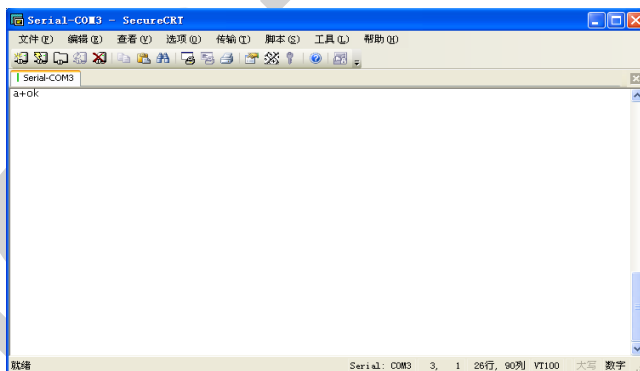 Serial-COM3 - SecureCRT
文件(F) 编辑(E) 查看(V) 选项(O) 传输(T) 脚本(S) 工具(L) 帮助(H)
Serial-COM3
a+ok
就绪 Serial: COM3 3, 1 26行, 90列 VT100 大写 数字